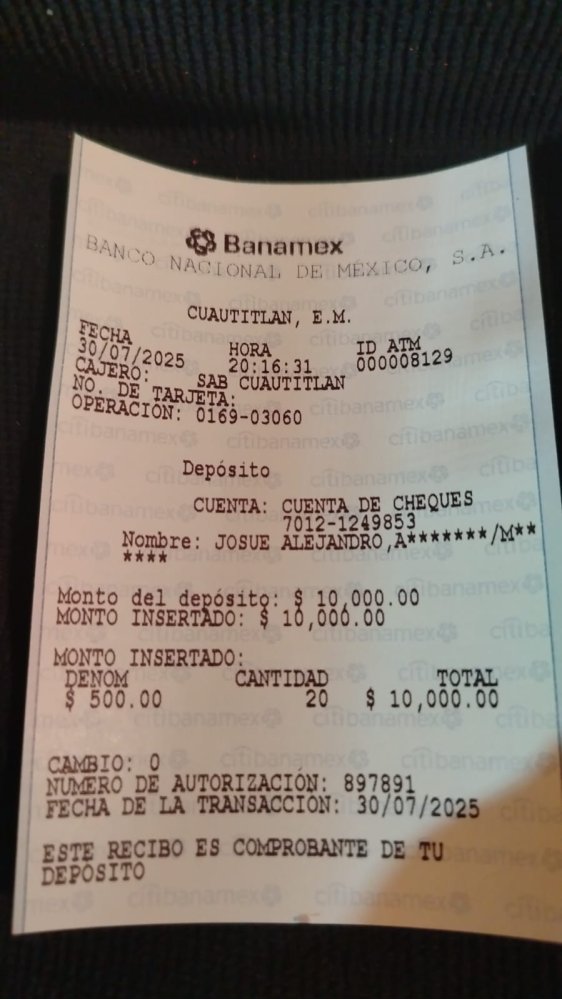 Banamex
BANCO NACIONAL DE MÉXICO, S.A.
CUAUTITLAN, E.M.
FECHA HORA ID ATM
30/07/2025 20:16:31 000008129
CAJERO: SAB CUAUTITLAN
NO. DE TARJETA:
OPERACIÓN: 0169-03060
Depósito
CUENTA: CUENTA DE CHEQUES
7012-1249853
Nombre: JOSUE ALEJANDRO,A*******/M**
****
Monto del depósito: $ 10,000.00
MONTO INSERTADO: $ 10,000.00
MONTO INSERTADO:
DENOM CANTIDAD TOTAL
$ 500.00 20 $ 10,000.00
CAMBIO: 0
NUMERO DE AUTORIZACIÓN: 897891
FECHA DE LA TRANSACCION: 30/07/2025
ESTE RECIBO ES COMPROBANTE DE TU
DEPÓSITO